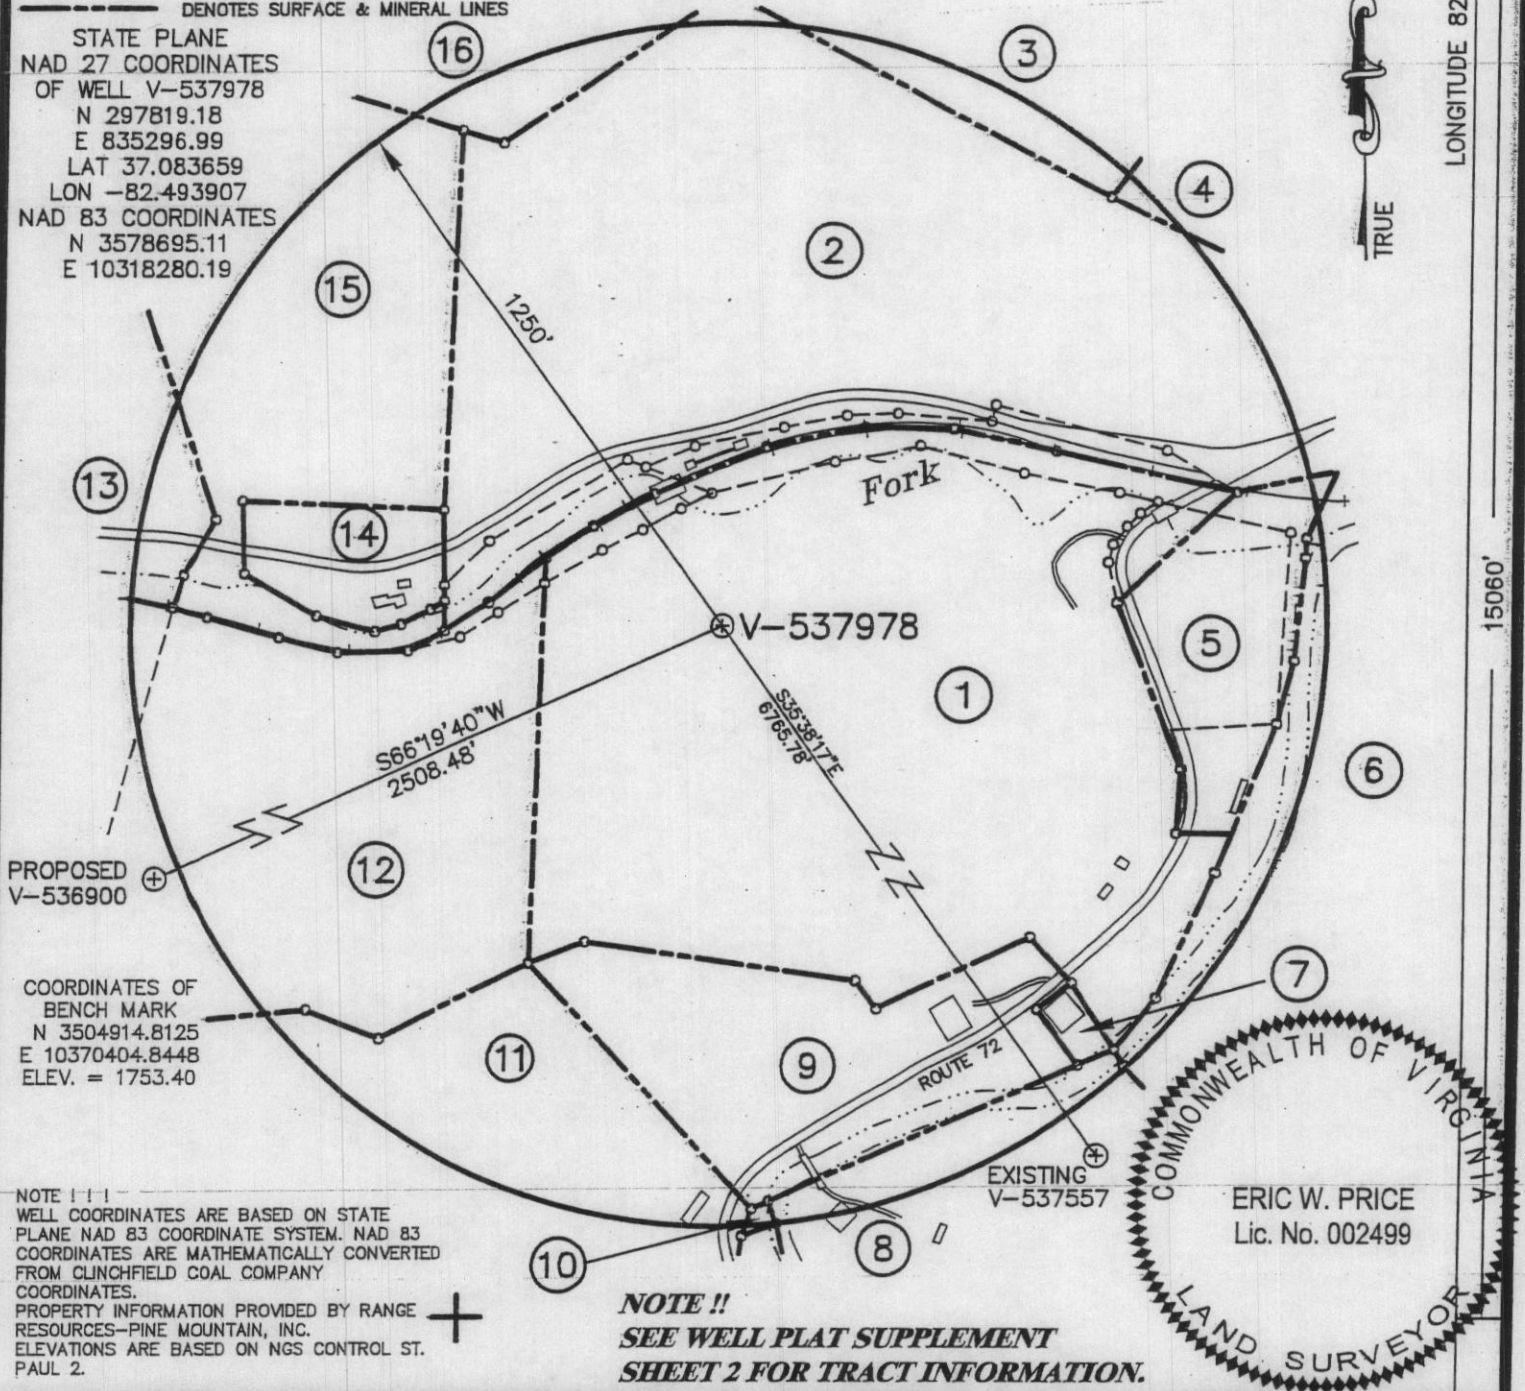 DENOTES SURFACE & MINERAL LINES
STATE PLANE
NAD 27 COORDINATES
OF WELL V-537978
N 297819.18
E 835296.99
LAT 37.083659
LON -82.493907
NAD 83 COORDINATES
N 3578695.11
E 10318280.19
16
3
4
2
15
1250'
TRUE
LONGITUDE 82
13
14
Fork
15060'
V-537978
5
1
S66°19'40"W
2508.48'
S35°38'17"E
6765.78'
6
PROPOSED
V-536900
12
COORDINATES OF
BENCH MARK
N 3504914.8125
E 10370404.8448
ELEV. = 1753.40
7
11
9
ROUTE 72
EXISTING
V-537557
8
10
COMMONWEALTH OF VIRGINIA
ERIC W. PRICE
Lic. No. 002499
LAND SURVEYOR
NOTE ! ! !
WELL COORDINATES ARE BASED ON STATE
PLANE NAD 83 COORDINATE SYSTEM. NAD 83
COORDINATES ARE MATHEMATICALLY CONVERTED
FROM CLINCHFIELD COAL COMPANY
COORDINATES.
PROPERTY INFORMATION PROVIDED BY RANGE
RESOURCES-PINE MOUNTAIN, INC.
ELEVATIONS ARE BASED ON NGS CONTROL ST.
PAUL 2.
NOTE !!
SEE WELL PLAT SUPPLEMENT
SHEET 2 FOR TRACT INFORMATION.